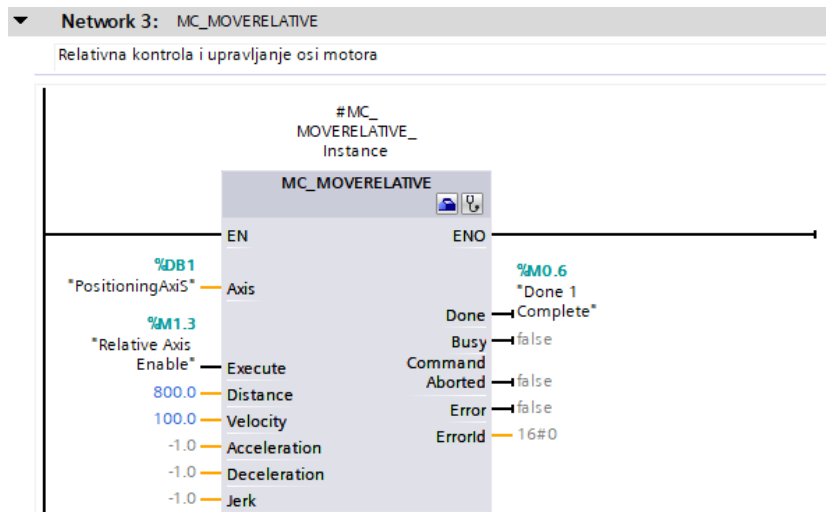 Network 3: MC_MOVERELATIVE
Relativna kontrola i upravljanje osi motora
#MC_
MOVERELATIVE_
Instance
MC_MOVERELATIVE
EN ENO
%DB1
"PositioningAxiS" Axis
%M0.6
"Done 1
Done Complete"
%M1.3
"Relative Axis
Enable" Execute
Busy false
Command
Aborted false
800.0 Distance
Error false
100.0 Velocity
ErrorId 16#0
-1.0 Acceleration
-1.0 Deceleration
-1.0 Jerk